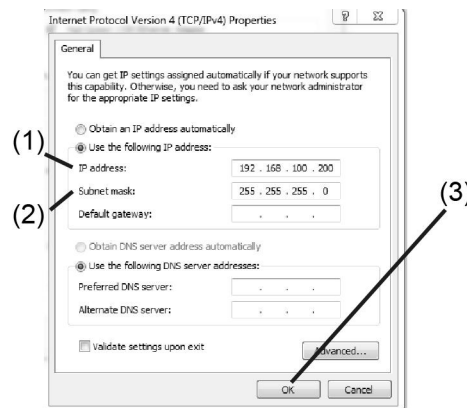 Internet Protocol Version 4 (TCP/IPv4) Properties
General
You can get IP settings assigned automatically if your network supports
this capability. Otherwise, you need to ask your network administrator
for the appropriate IP settings.
Obtain an IP address automatically
(1)
Use the following IP address:
IP address: 192 . 168 . 100 . 200
Subnet mask: 255 . 255 . 255 . 0
(2)
Default gateway: . . .
(3)
Obtain DNS server address automatically
Use the following DNS server addresses:
Preferred DNS server: . . .
Alternate DNS server: . . .
Validate settings upon exit
Advanced...
OK Cancel